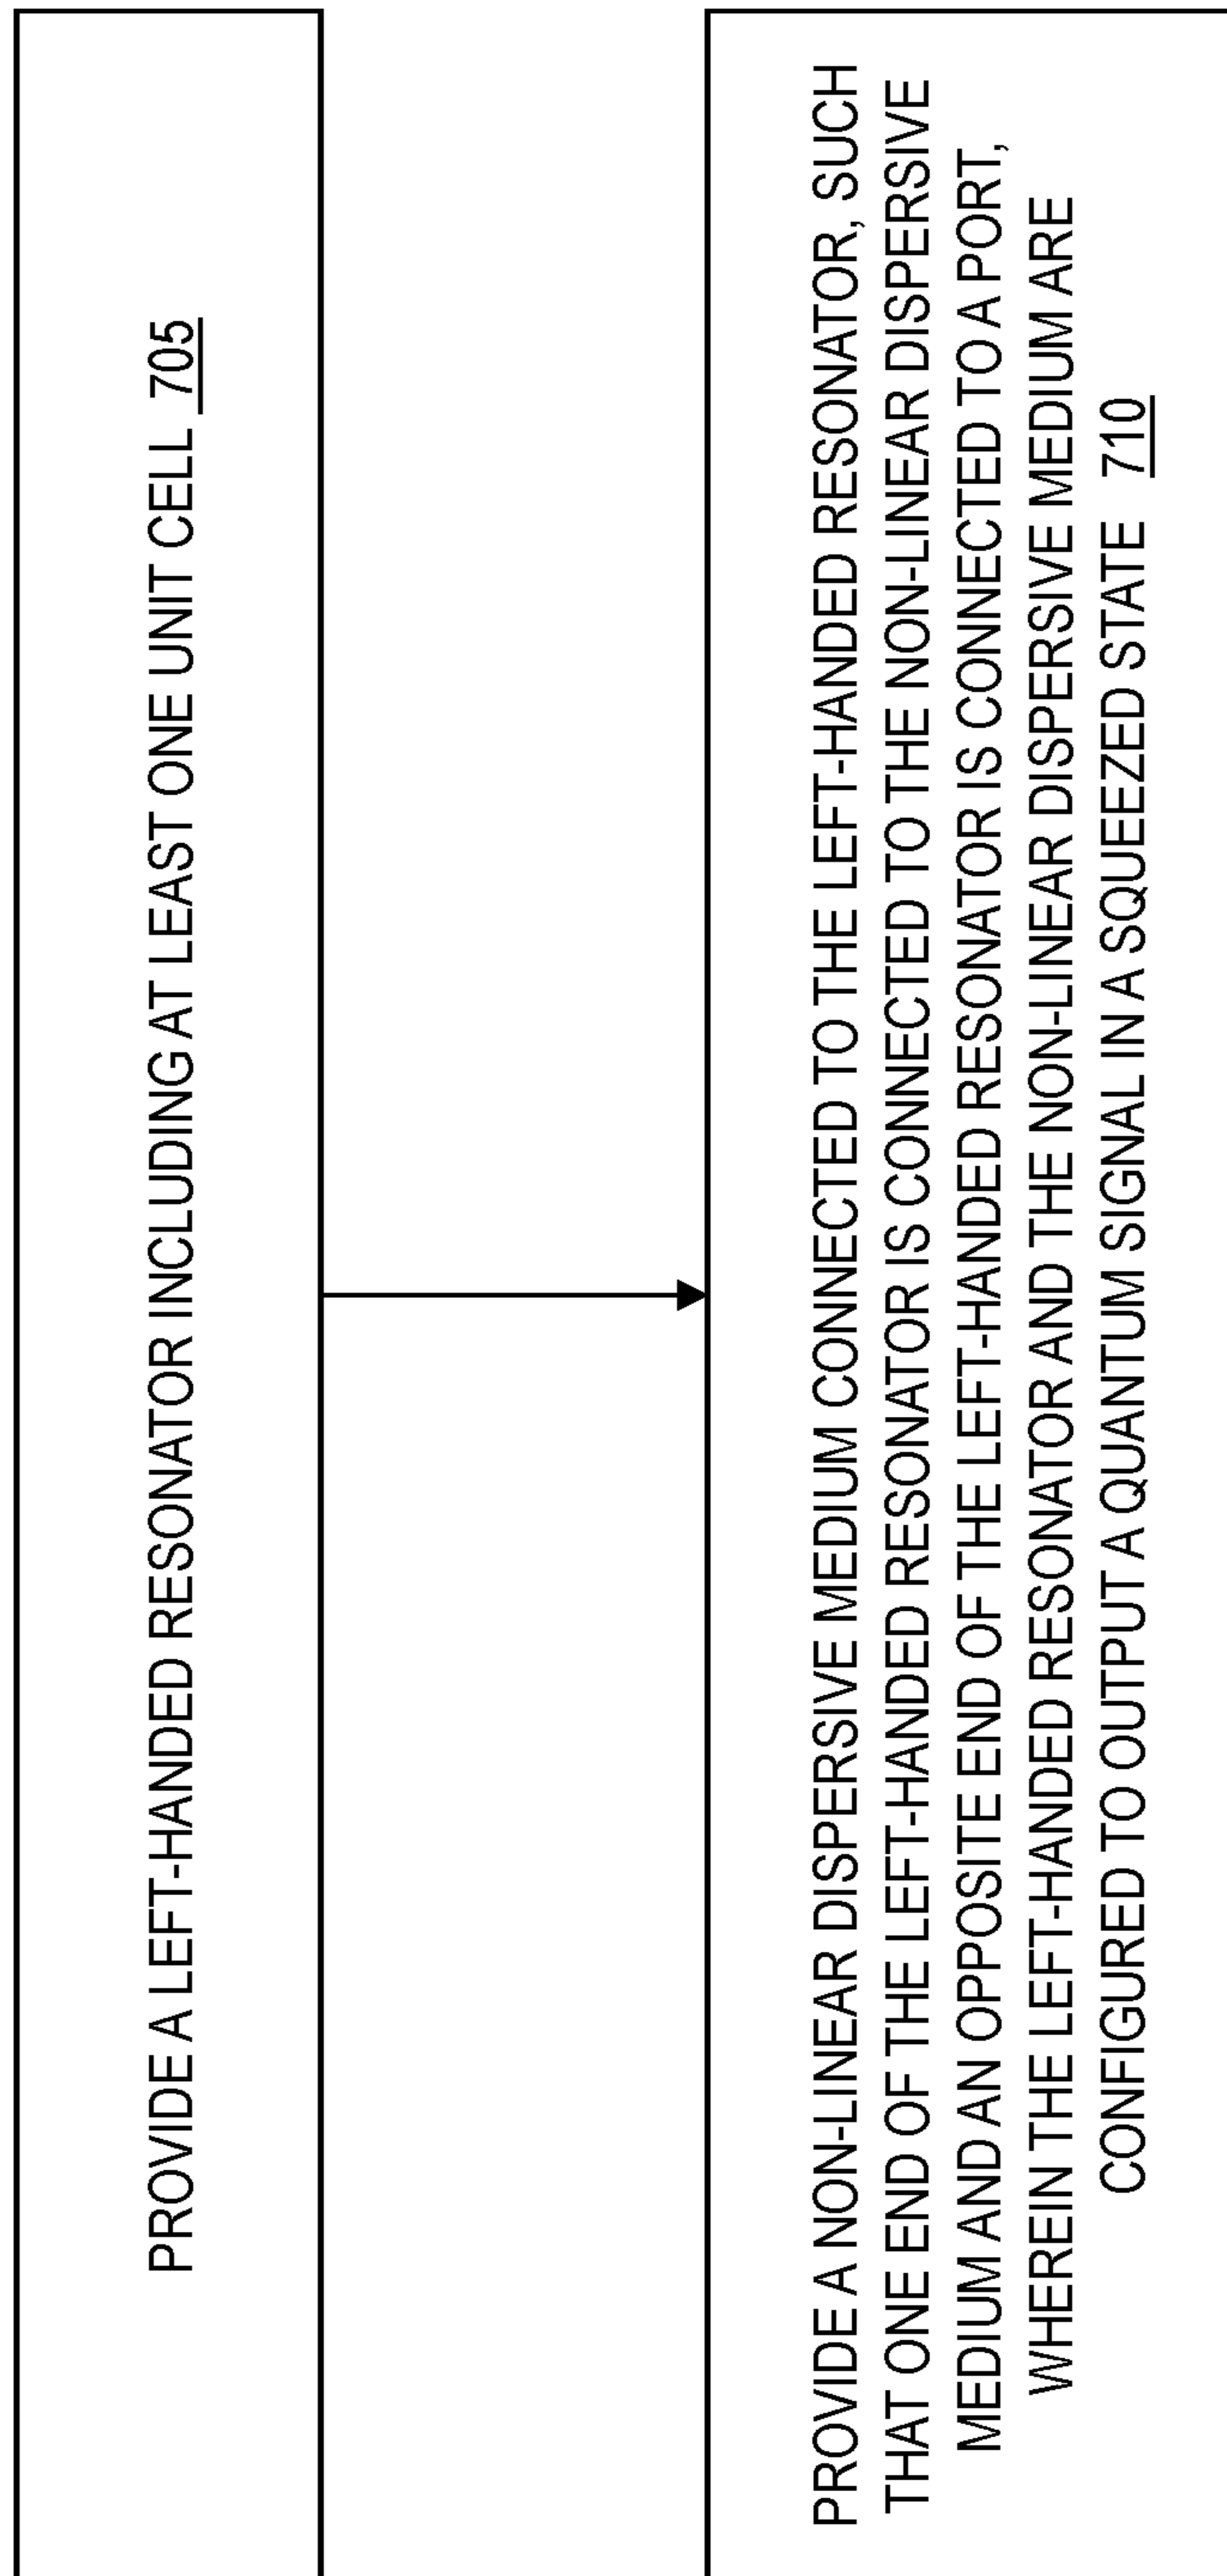 PROVIDE A LEFT-HANDED RESONATOR INCLUDING AT LEAST ONE UNIT CELL 705
PROVIDE A NON-LINEAR DISPERSIVE MEDIUM CONNECTED TO THE LEFT-HANDED RESONATOR, SUCH
THAT ONE END OF THE LEFT-HANDED RESONATOR IS CONNECTED TO THE NON-LINEAR DISPERSIVE
MEDIUM AND AN OPPOSITE END OF THE LEFT-HANDED RESONATOR IS CONNECTED TO A PORT,
WHEREIN THE LEFT-HANDED RESONATOR AND THE NON-LINEAR DISPERSIVE MEDIUM ARE
CONFIGURED TO OUTPUT A QUANTUM SIGNAL IN A SQUEEZED STATE 710